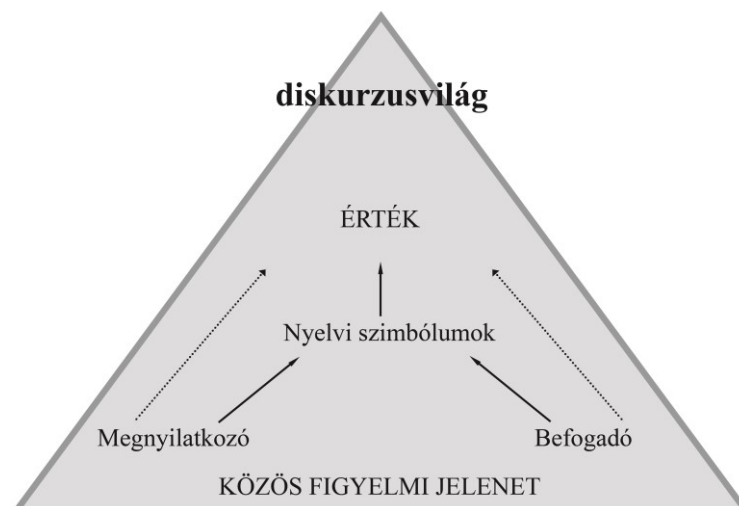 diskurzusvilág
ÉRTÉK
Nyelvi szimbólumok
Megnyilatkozó
Befogadó
KÖZÖS FIGYELMI JELENET